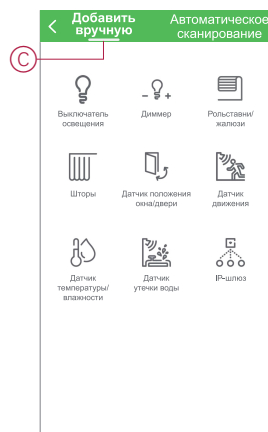 Добавить
вручную
Автоматическое
сканирование
C
Выключатель
освещения
Диммер
Рольставни/
жалюзи
Шторы
Датчик положения
окна/двери
Датчик
движения
Датчик
температуры/
влажности
Датчик
утечки воды
IP-шлюз